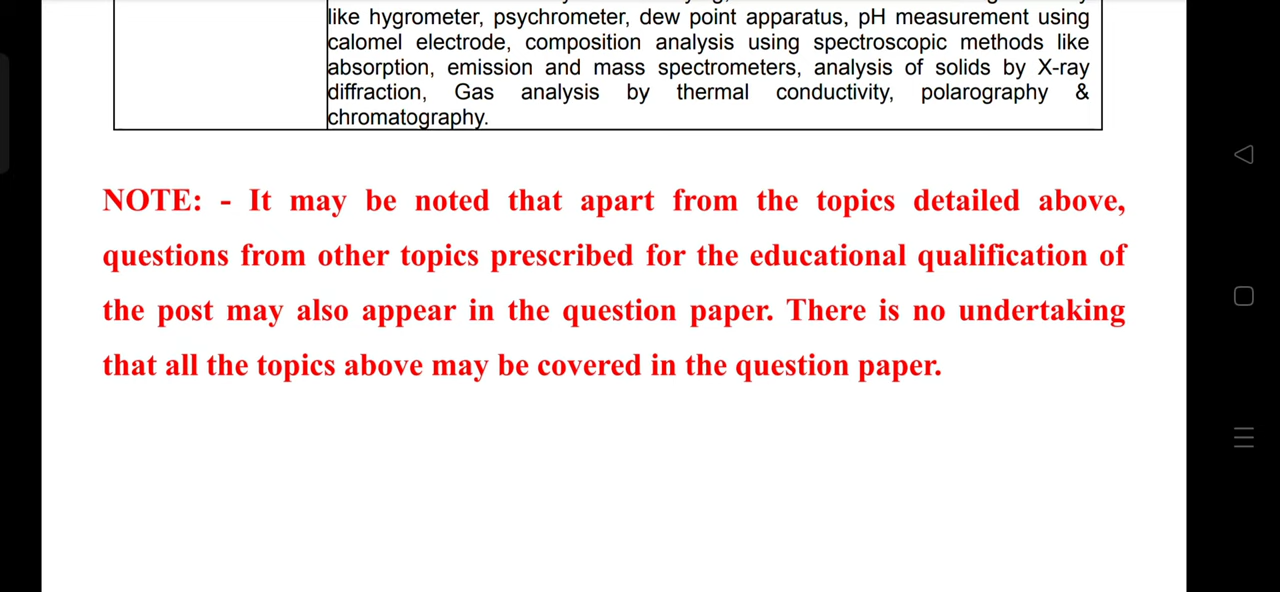 like hygrometer, psychrometer, dew point apparatus, pH measurement using
calomel electrode, composition analysis using spectroscopic methods like
absorption, emission and mass spectrometers, analysis of solids by X-ray
diffraction, Gas analysis by thermal conductivity, polarography &
chromatography.
NOTE: - It may be noted that apart from the topics detailed above,
questions from other topics prescribed for the educational qualification of
the post may also appear in the question paper. There is no undertaking
that all the topics above may be covered in the question paper.